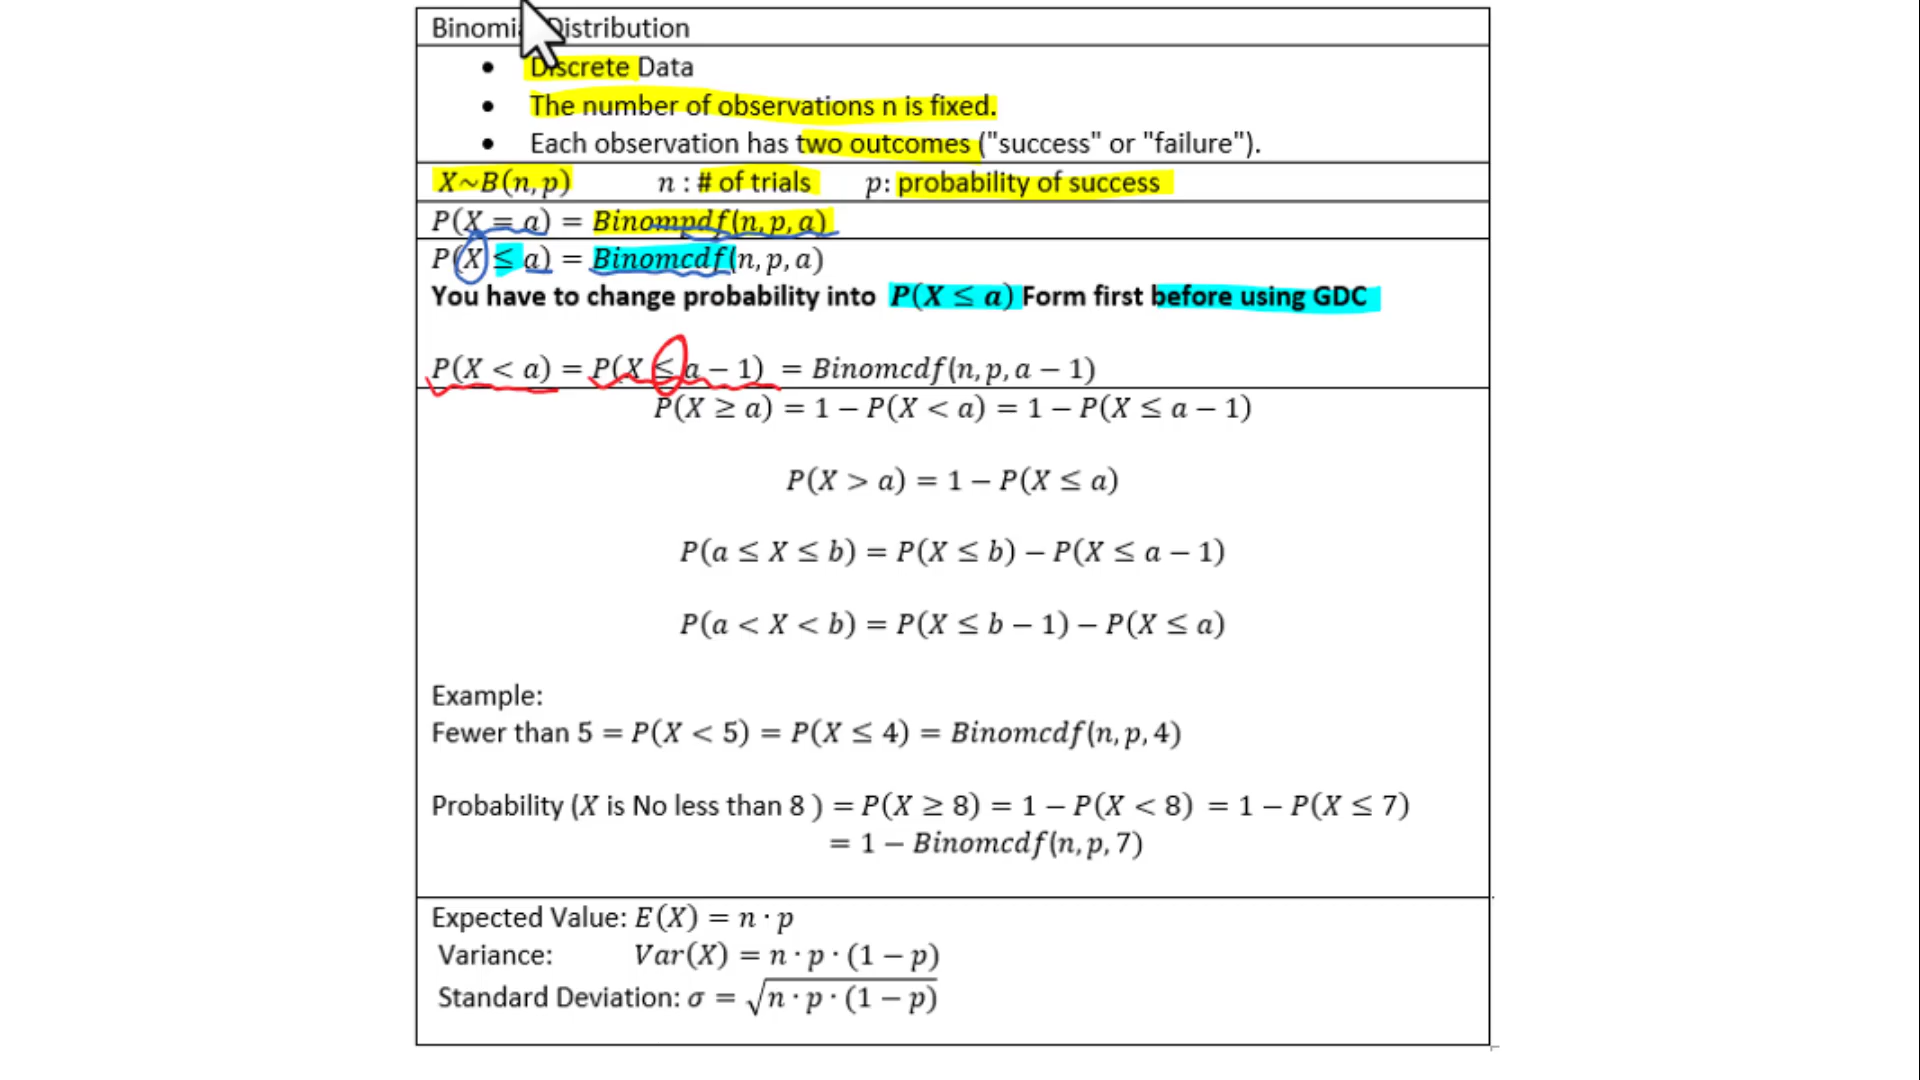 Binomial Distribution
• Discrete Data
• The number of observations n is fixed.
• Each observation has two outcomes ("success" or "failure").
X~B(n,p) n : # of trials p: probability of success
P(X = a) = Binompdf(n,p,a)
P(X ≤ a) = Binomcdf(n,p,a)
You have to change probability into P(X ≤ a) Form first before using GDC
P(X < a) = P(X ≤ a − 1) = Binomcdf(n,p,a − 1)
P(X ≥ a) = 1 − P(X < a) = 1 − P(X ≤ a − 1)
P(X > a) = 1 − P(X ≤ a)
P(a ≤ X ≤ b) = P(X ≤ b) − P(X ≤ a − 1)
P(a < X < b) = P(X ≤ b − 1) − P(X ≤ a)
Example:
Fewer than 5 = P(X < 5) = P(X ≤ 4) = Binomcdf(n,p,4)
Probability (X is No less than 8 ) = P(X ≥ 8) = 1 − P(X < 8) = 1 − P(X ≤ 7)
= 1 − Binomcdf(n,p,7)
Expected Value: E(X) = n · p
Variance: Var(X) = n · p · (1 − p)
Standard Deviation: σ = √n · p · (1 − p)